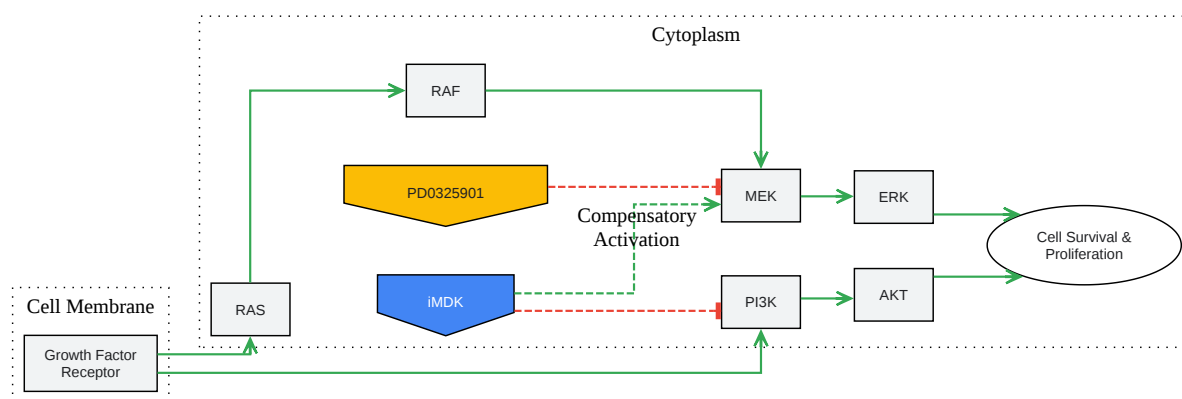 Cytoplasm
RAF
PD0325901
MEK
ERK
Compensatory
Activation
Cell Survival &
Proliferation
iMDK
PI3K
AKT
RAS
Cell Membrane
Growth Factor
Receptor